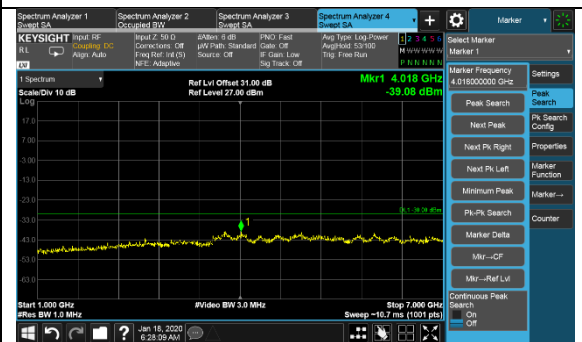 Spectrum Analyzer 1
Swept SA
Spectrum Analyzer 2
Occupied BW
Spectrum Analyzer 3
Swept SA
Spectrum Analyzer 4
Swept SA
Marker
KEYSIGHT
RL
Input: RF
Coupling: DC
Align: Auto
Input Z: 50 Ω
Corrections: Off
Freq Ref: Int (S)
NFE: Adaptive
#Atten: 6 dB
µW Path: Standard
Source: Off
PNO: Fast
Gate: Off
IF Gain: Low
Sig Track: Off
Avg Type: Log-Power
Avg|Hold: 53/100
Trig: Free Run
1 2 3 4 5 6
M W W W W W
P N N N N N
Select Marker
Marker 1
1 Spectrum
Scale/Div 10 dB
Log
Ref Lvl Offset 31.00 dB
Ref Level 27.00 dBm
Mkr1 4.018 GHz
-39.08 dBm
17.0
7.00
-3.00
-13.0
-23.0
-33.0
-43.0
-53.0
-63.0
1
Start 1.000 GHz
#Res BW 1.0 MHz
#Video BW 3.0 MHz
Stop 7.000 GHz
Sweep ~10.7 ms (1001 pts)
Marker Frequency
4.018000000 GHz
Peak Search
Next Peak
Next Pk Right
Next Pk Left
Minimum Peak
Pk-Pk Search
Marker Delta
Mkr→CF
Mkr→Ref Lvl
Continuous Peak
Search
On
Off
Settings
Peak
Search
Pk Search
Config
Properties
Marker
Function
Marker→
Counter
Jan 18, 2020
6:28:09 AM